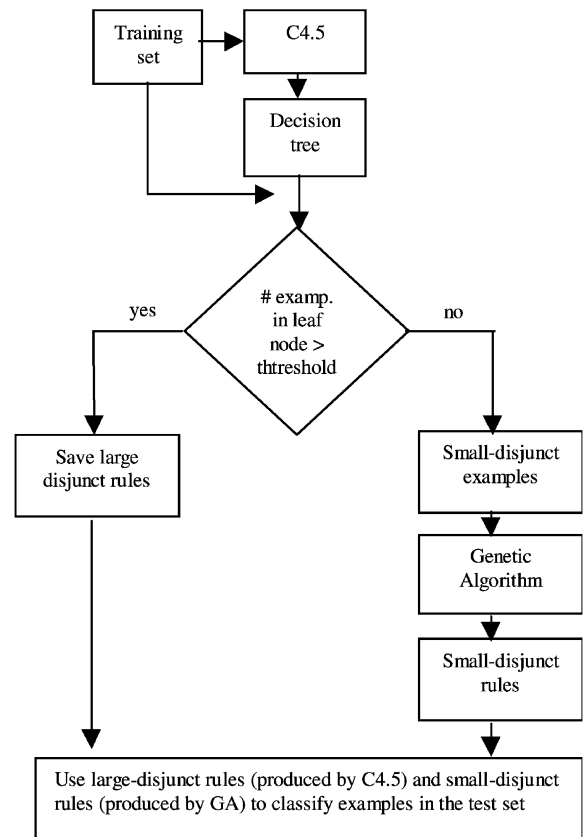 Training
set
C4.5
Decision
tree
# examp.
in leaf
node >
thtreshold
yes
no
Save large
disjunct rules
Small-disjunct
examples
Genetic
Algorithm
Small-disjunct
rules
Use large-disjunct rules (produced by C4.5) and small-disjunct
rules (produced by GA) to classify examples in the test set